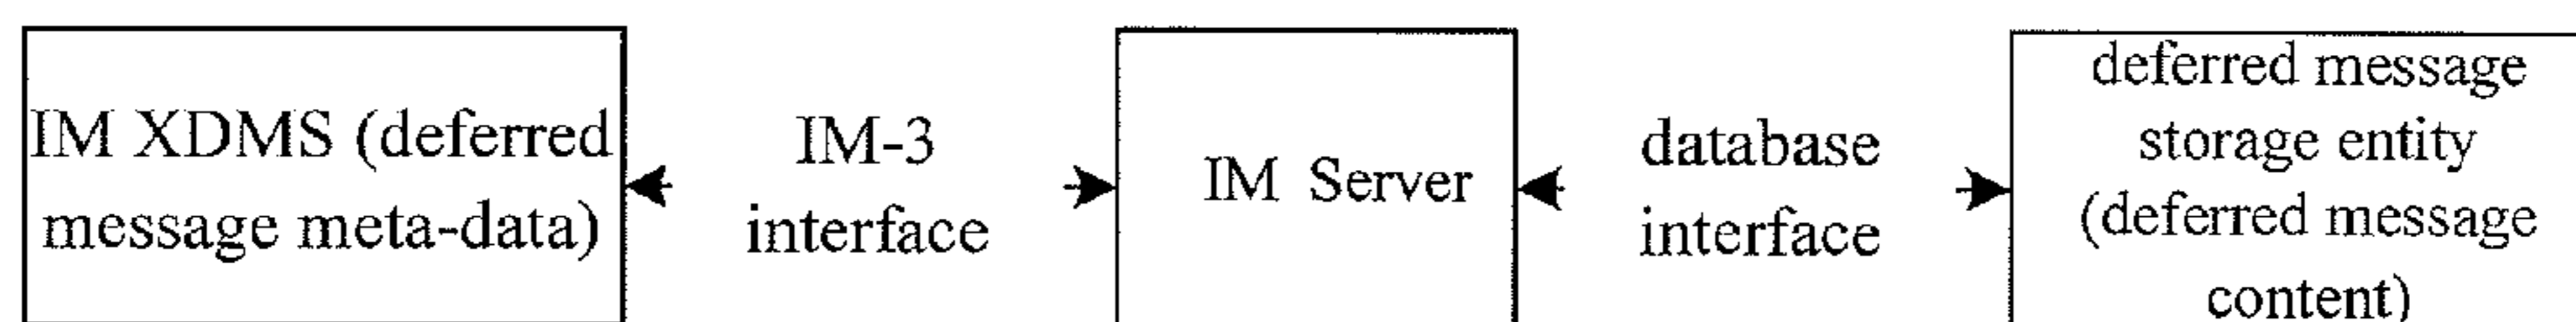 IM XDMS (deferred
message meta-data)
IM-3
interface
IM Server
database
interface
deferred message
storage entity
(deferred message
content)